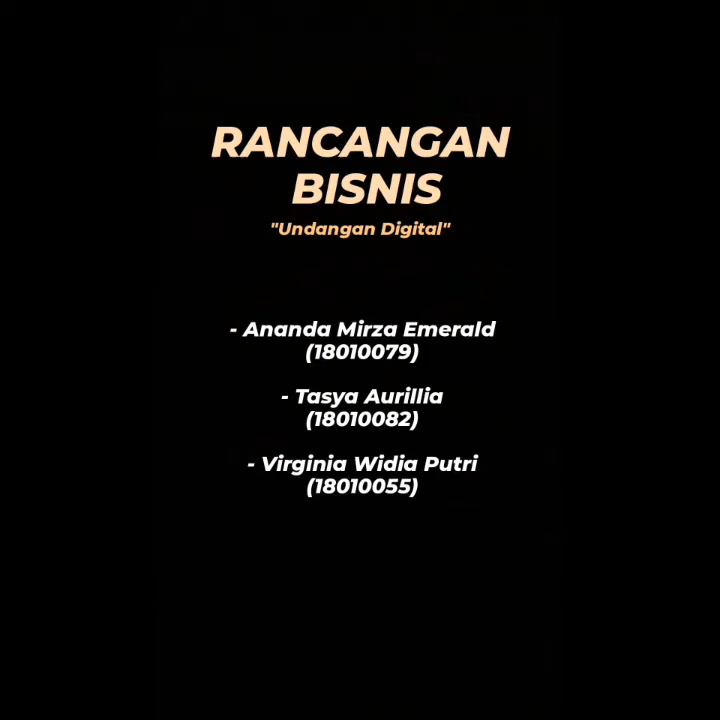 RANCANGAN
BISNIS
"Undangan Digital"
- Ananda Mirza Emerald
(18010079)
- Tasya Aurillia
(18010082)
- Virginia Widia Putri
(18010055)